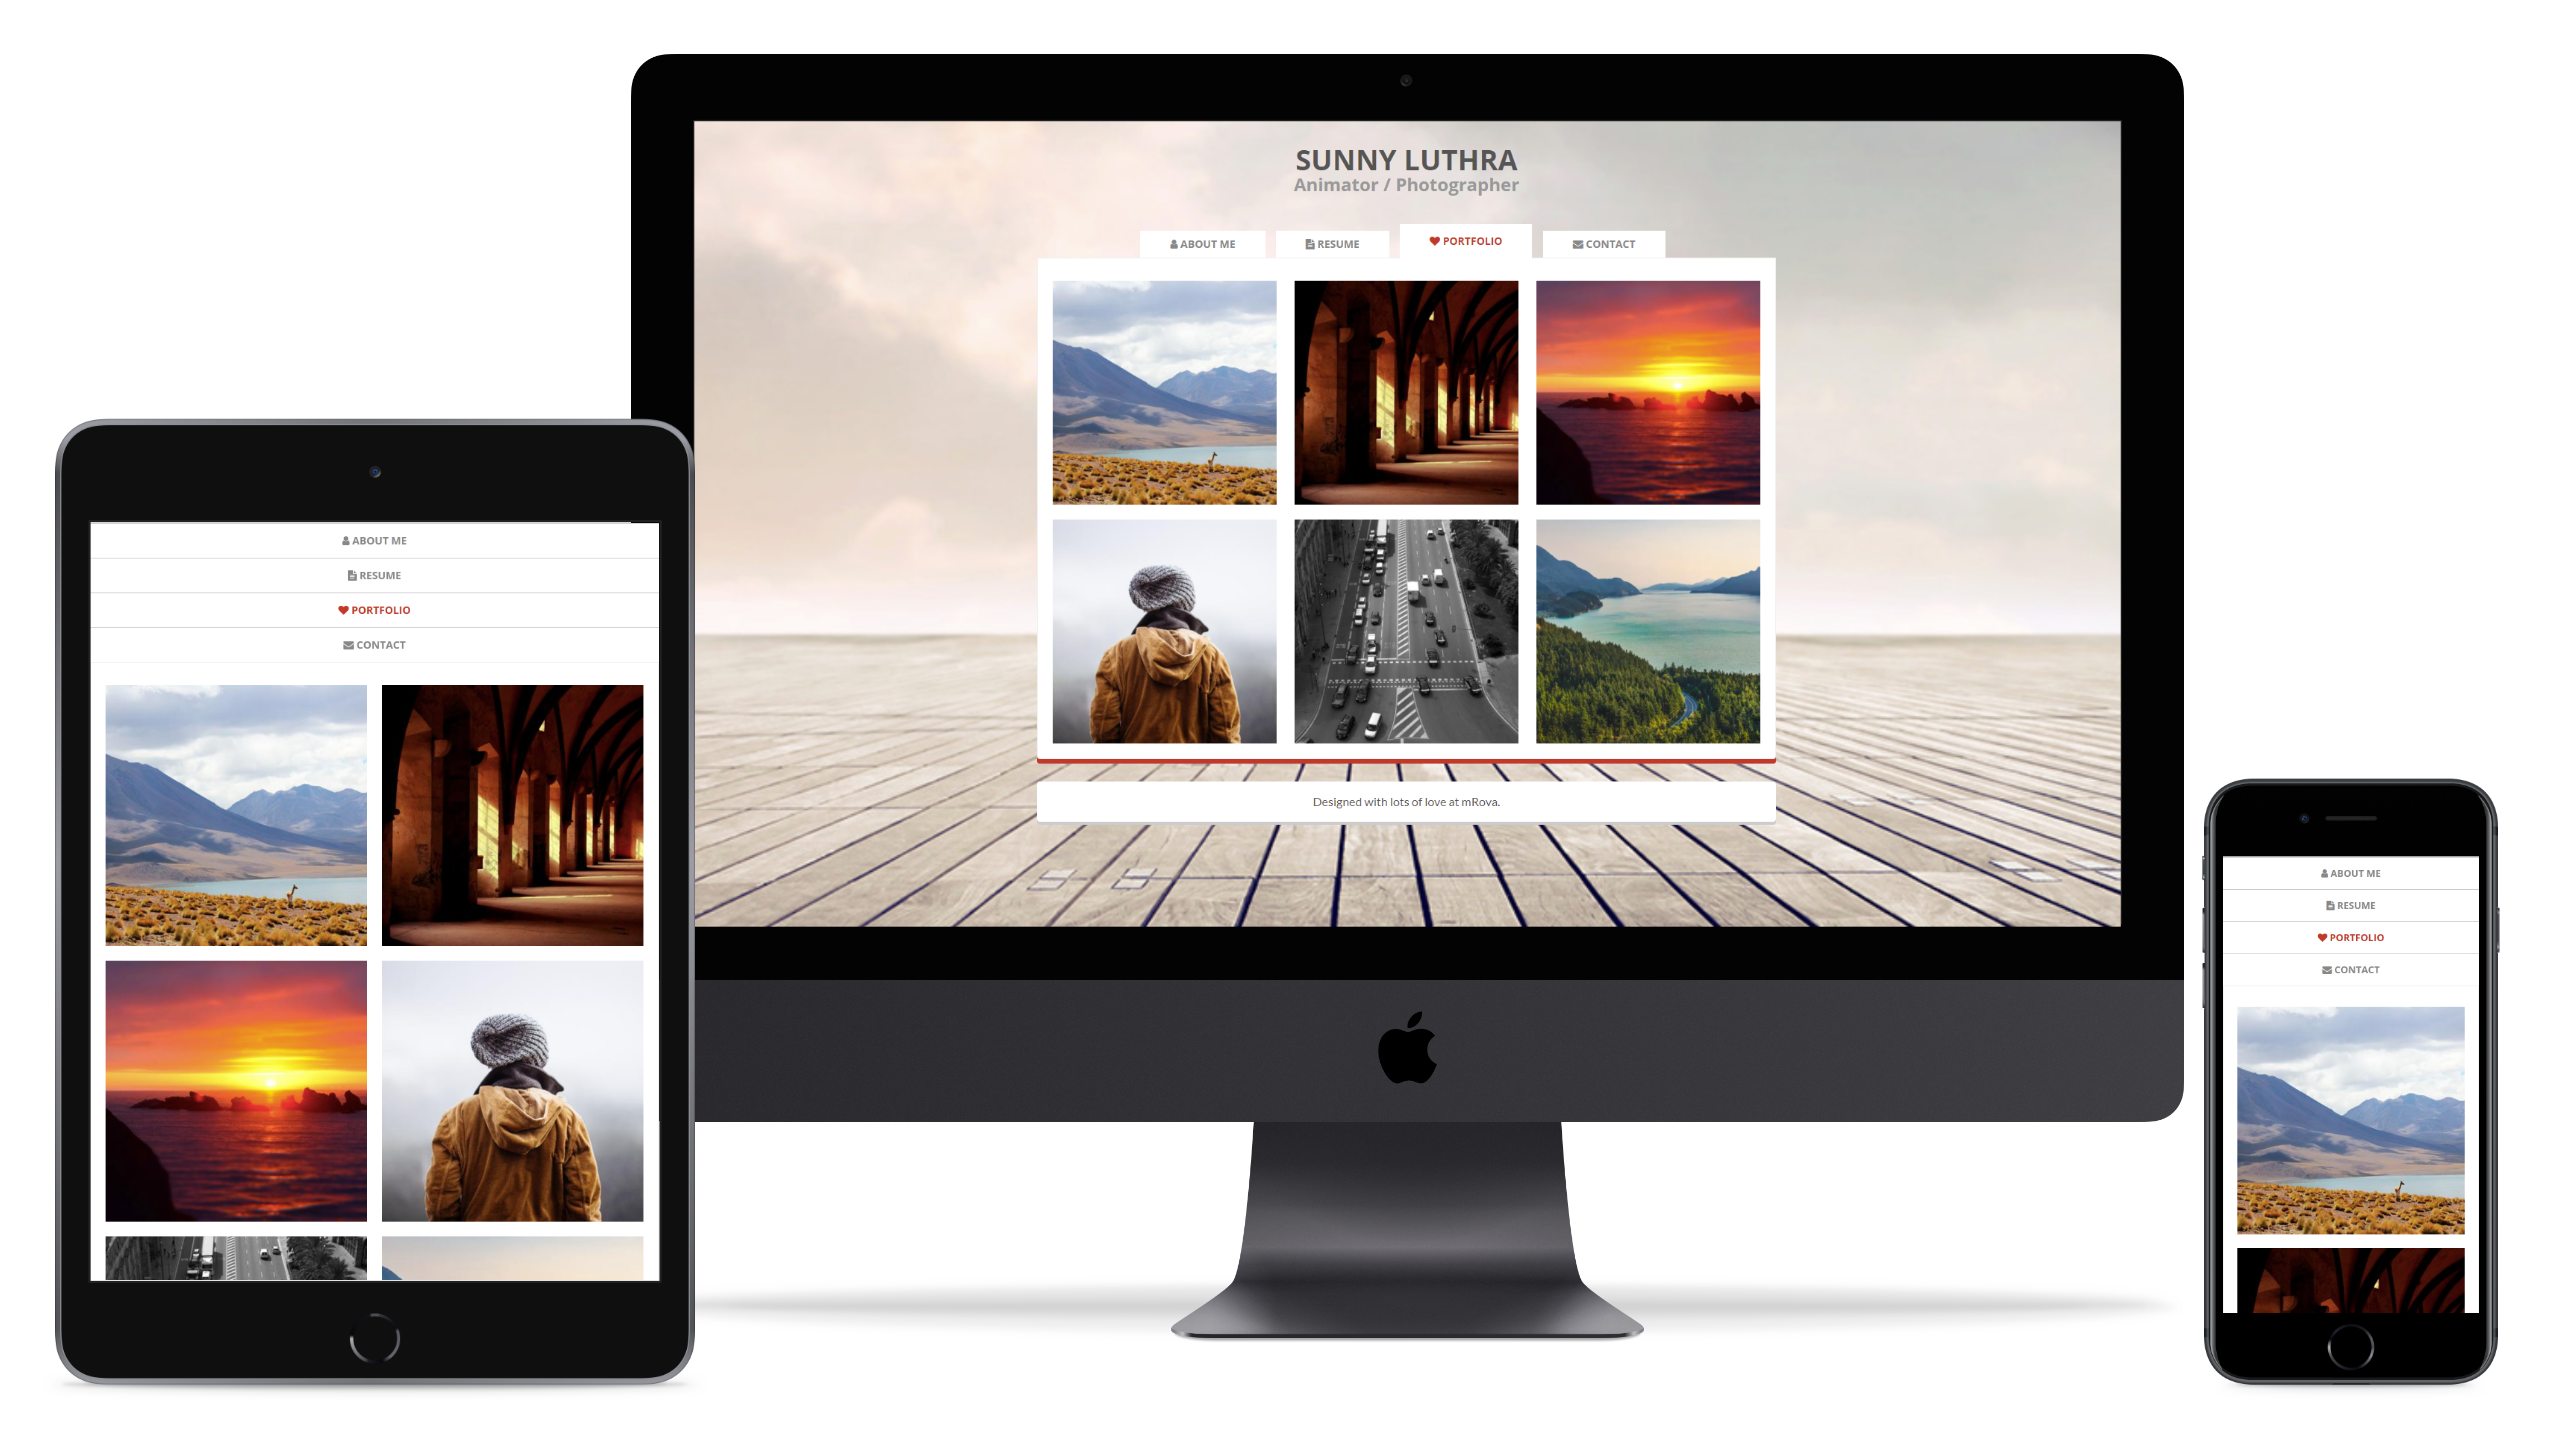 SUNNY LUTHRA
Animator / Photographer
ABOUT ME
RESUME
PORTFOLIO
CONTACT
Designed with lots of love at mRova.
ABOUT ME
RESUME
PORTFOLIO
CONTACT
ABOUT ME
RESUME
PORTFOLIO
CONTACT